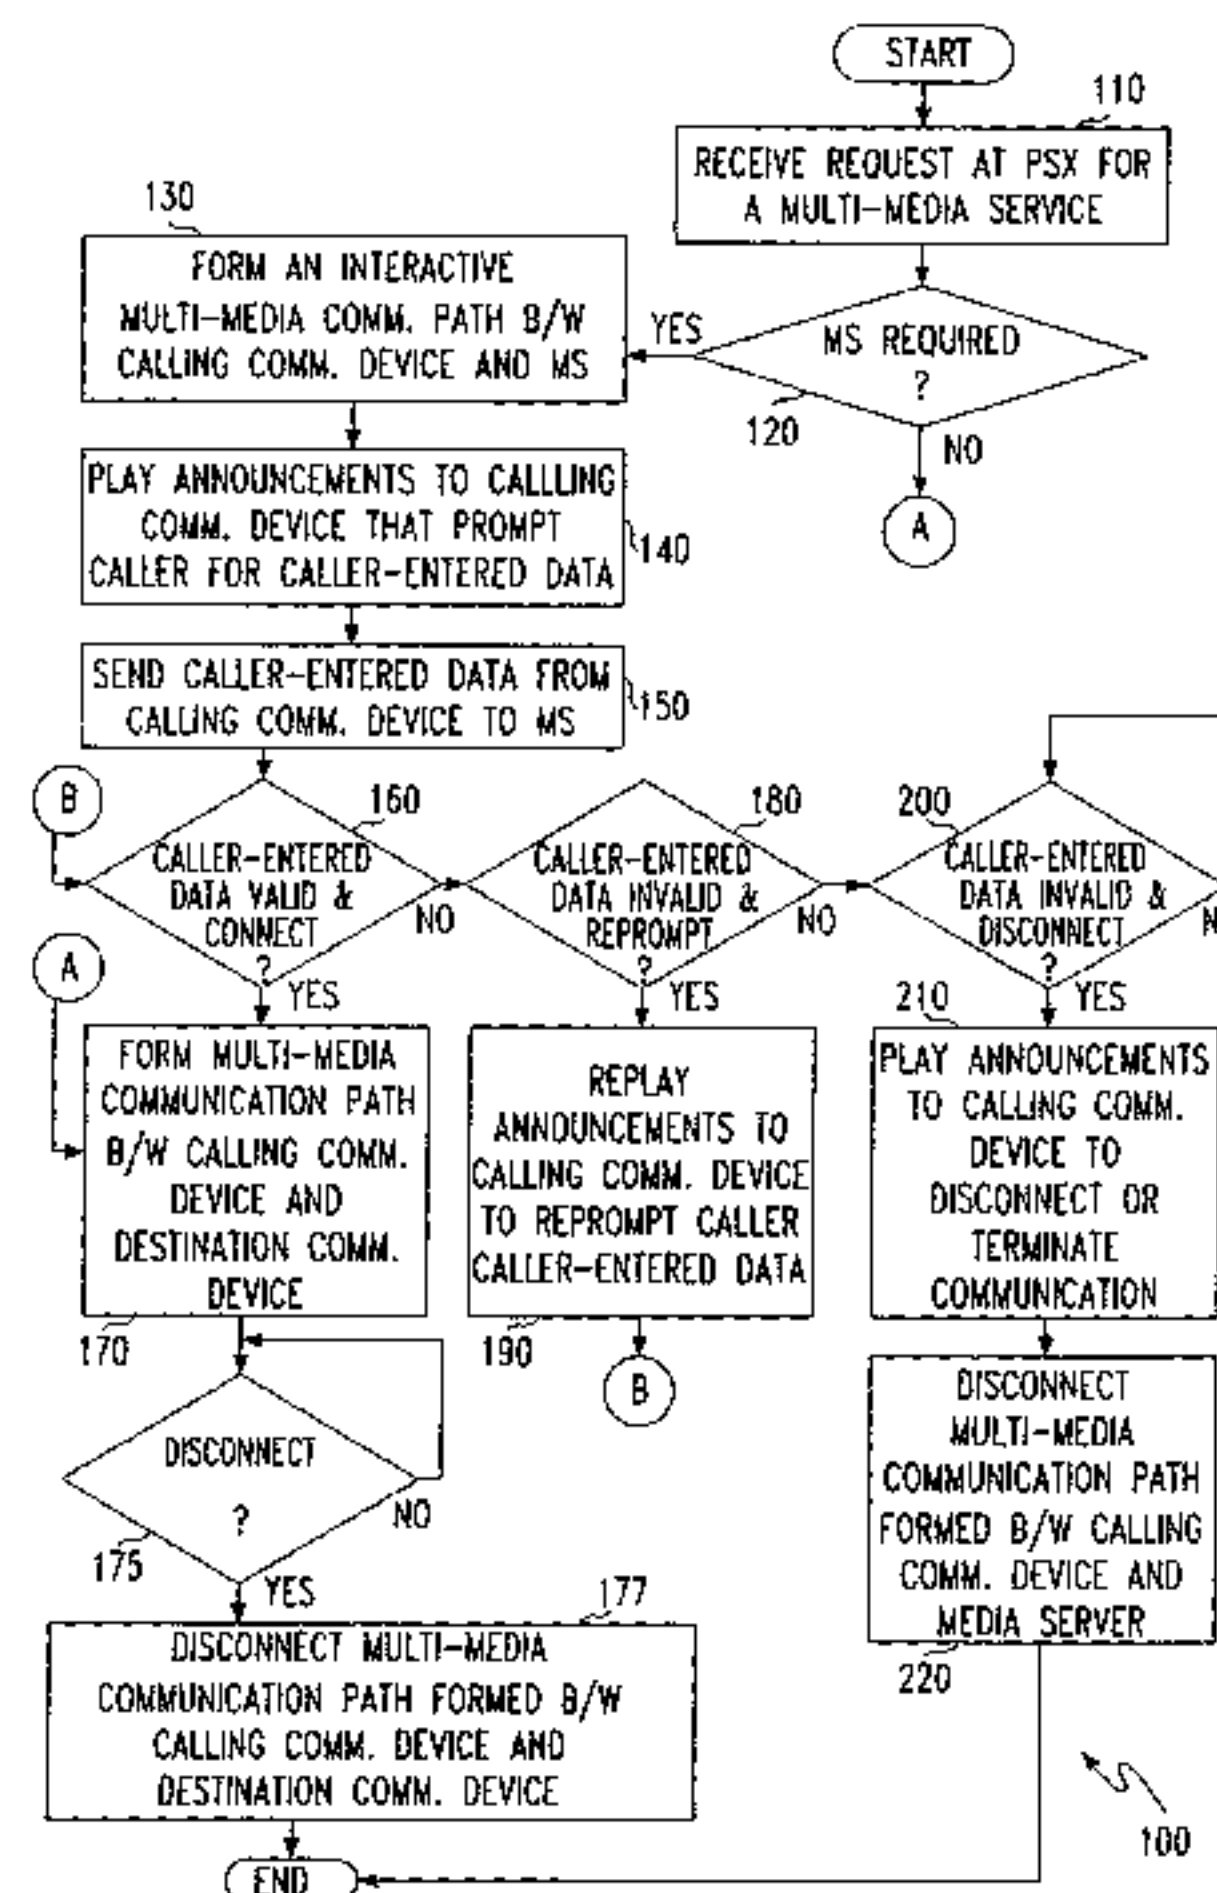 START
110
RECEIVE REQUEST AT PSX FOR
A MULTI-MEDIA SERVICE
130
FORM AN INTERACTIVE
MULTI-MEDIA COMM. PATH B/W
CALLING COMM. DEVICE AND MS
YES
MS REQUIRED
?
120
NO
A
PLAY ANNOUNCEMENTS TO CALLLING
COMM. DEVICE THAT PROMPT
CALLER FOR CALLER-ENTERED DATA
140
SEND CALLER-ENTERED DATA FROM
CALLING COMM. DEVICE TO MS
150
B
160
CALLER-ENTERED
DATA VALID &
CONNECT
?
NO
YES
180
CALLER-ENTERED
DATA INVALID &
REPROMPT
?
NO
YES
200
CALLER-ENTERED
DATA INVALID &
DISCONNECT
?
YES
A
FORM MULTI-MEDIA
COMMUNICATION PATH
B/W CALLING COMM.
DEVICE AND
DESTINATION COMM.
DEVICE
170
REPLAY
ANNOUNCEMENTS TO
CALLING COMM. DEVICE
TO REPROMPT CALLER
CALLER-ENTERED DATA
190
B
210
PLAY ANNOUNCEMENTS
TO CALLING COMM.
DEVICE TO
DISCONNECT OR
TERMINATE
COMMUNICATION
DISCONNECT
?
175
NO
YES
DISCONNECT
MULTI-MEDIA
COMMUNICATION PATH
FORMED B/W CALLING
COMM. DEVICE AND
MEDIA SERVER
220
177
DISCONNECT MULTI-MEDIA
COMMUNICATION PATH FORMED B/W
CALLING COMM. DEVICE AND
DESTINATION COMM. DEVICE
END
100